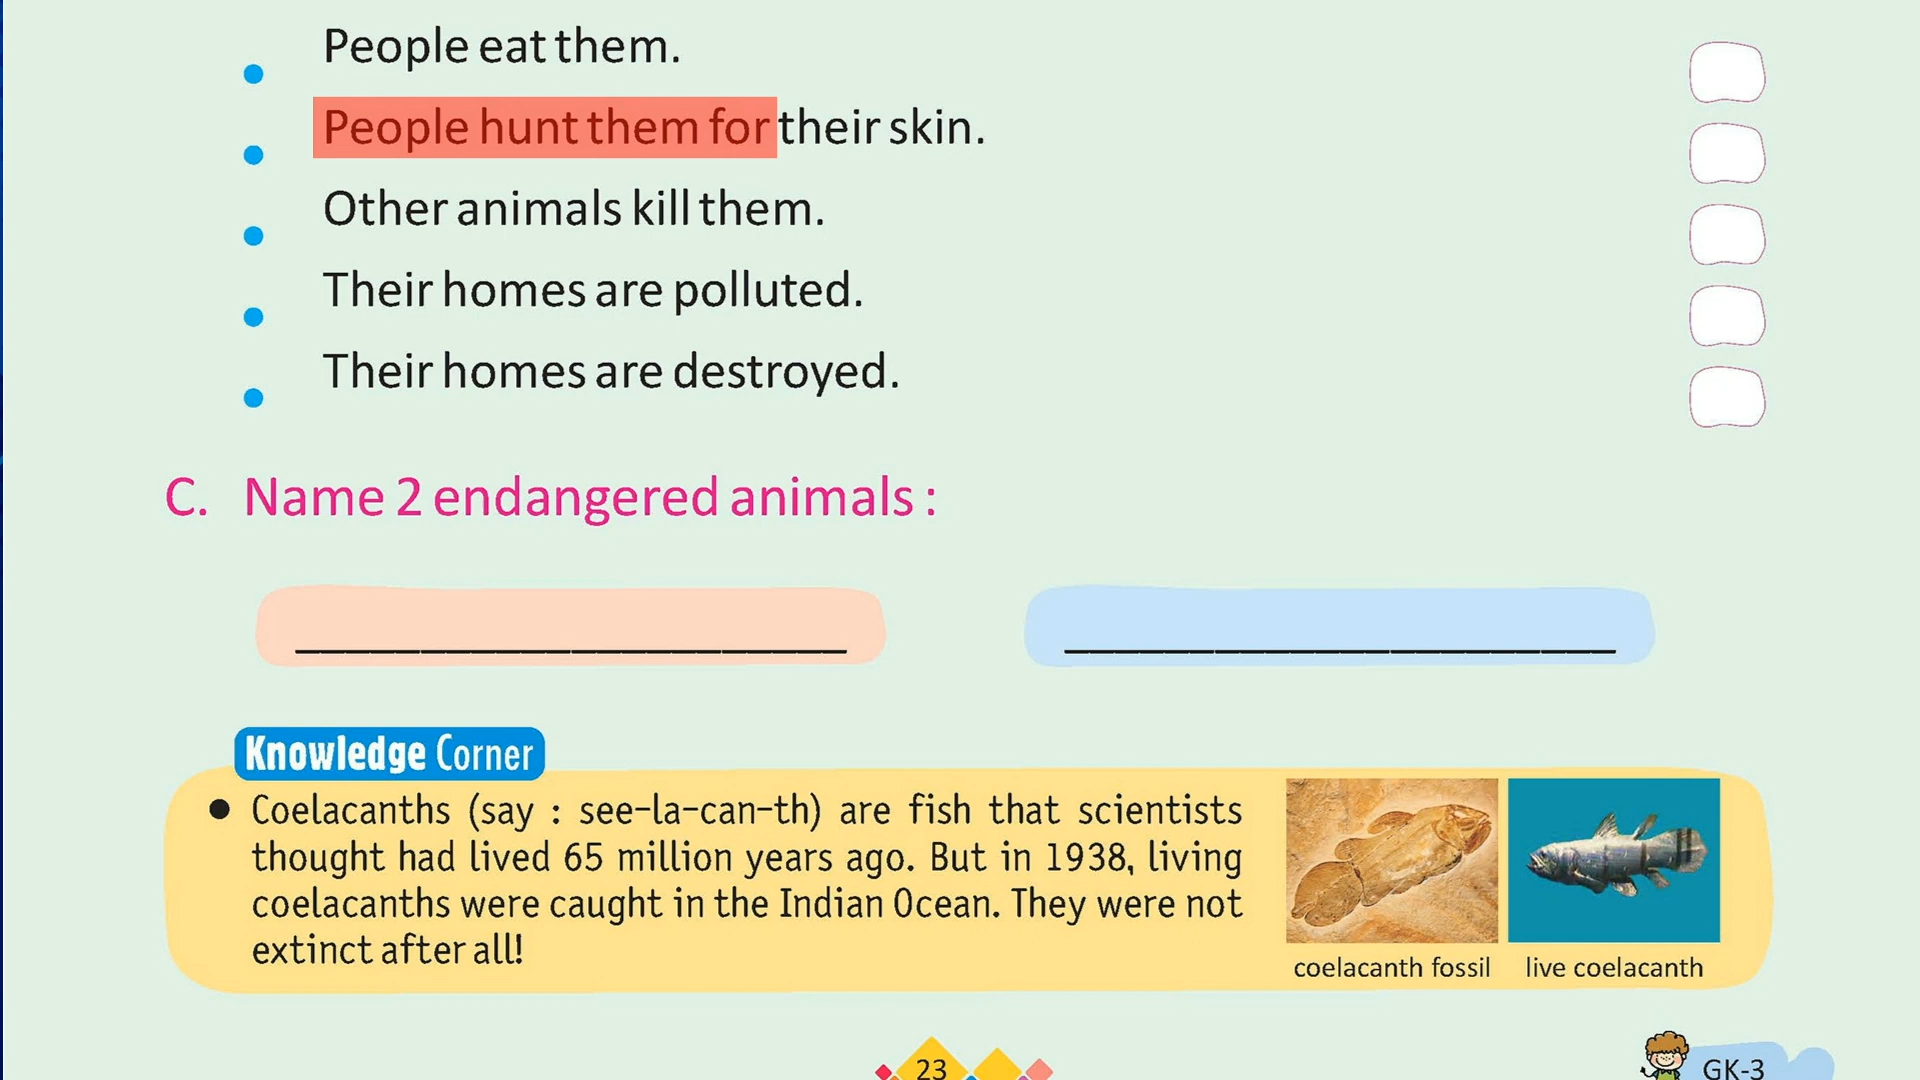 People eat them.
People hunt them for their skin.
Other animals kill them.
Their homes are polluted.
Their homes are destroyed.
C. Name 2 endangered animals :
Knowledge Corner
Coelacanths (say : see-la-can-th) are fish that scientists
thought had lived 65 million years ago. But in 1938, living
coelacanths were caught in the Indian Ocean. They were not
extinct after all!
coelacanth fossil
live coelacanth
23
GK-3